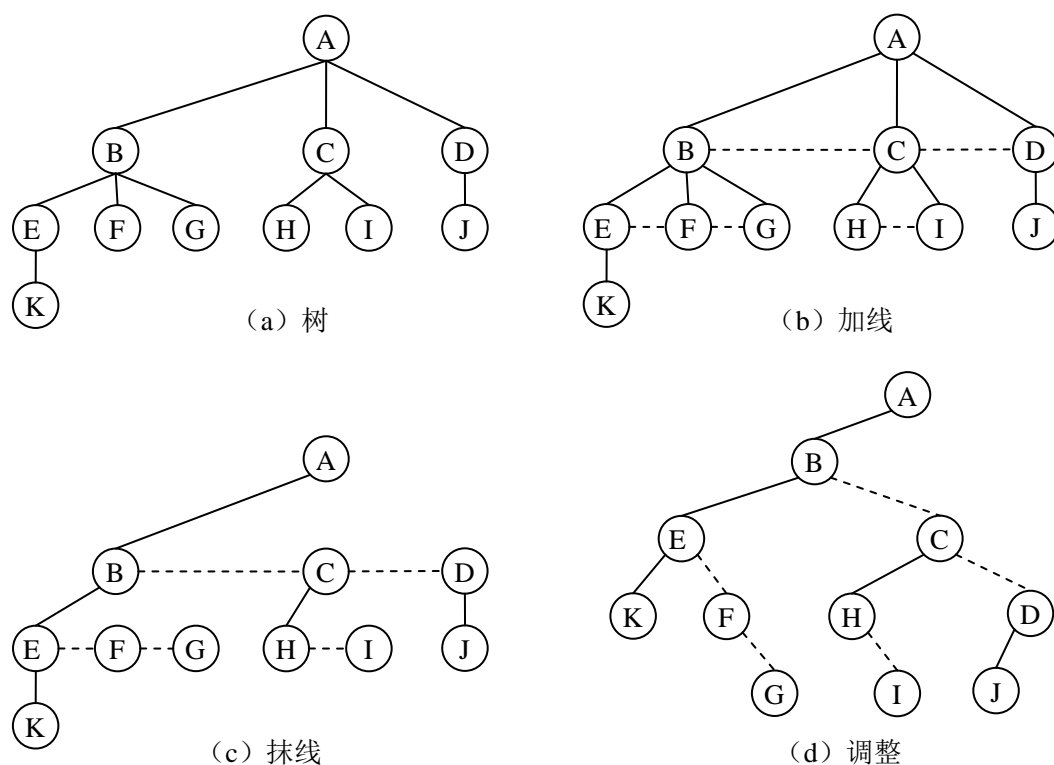 A
B C D
E F G H I J
K
（a）树
A
B C D
E F G H I J
K
（b）加线
A
B C D
E F G H I J
K
（c）抹线
A
B
E C
K F H D
G I J
（d）调整